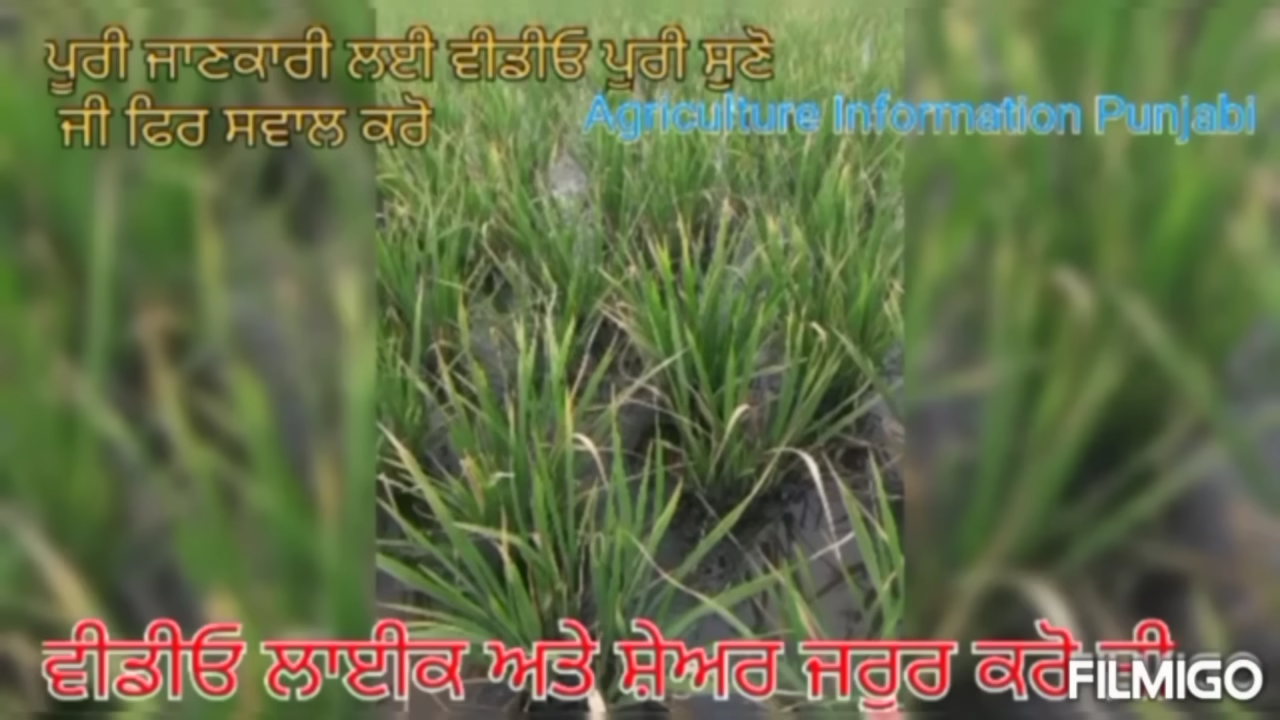 ਪੂਰੀ ਜਾਣਕਾਰੀ ਲਈ ਵੀਡੀਓ ਪੂਰੀ ਸੁਣੋ
ਜੀ ਫਿਰ ਸਵਾਲ ਕਰੋ
Agriculture Information Punjabi
ਵੀਡੀਓ ਲਾਈਕ ਅਤੇ ਸ਼ੇਅਰ ਜਰੂਰ ਕਰੋ ਜੀ
FILMIGO